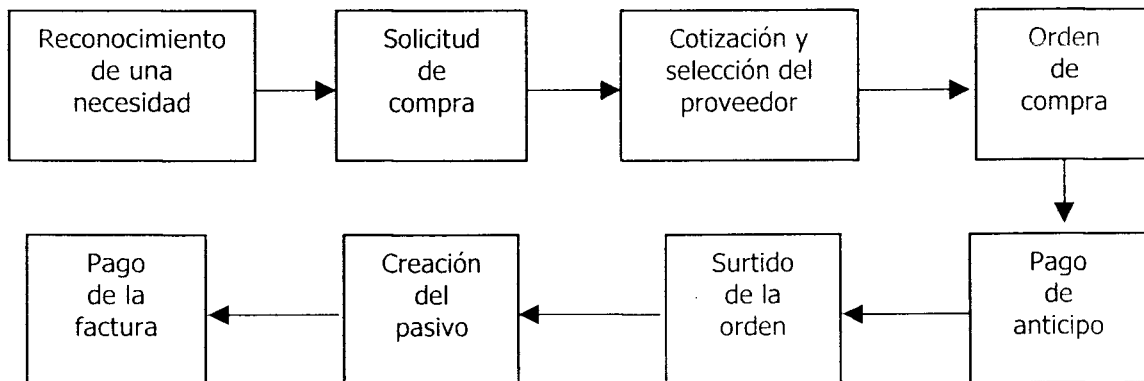 Reconocimiento
de una
necesidad
Solicitud
de
compra
Cotización y
selección del
proveedor
Orden
de
compra
Pago
de
anticipo
Surtido
de la
orden
Creación
del
pasivo
Pago
de la
factura